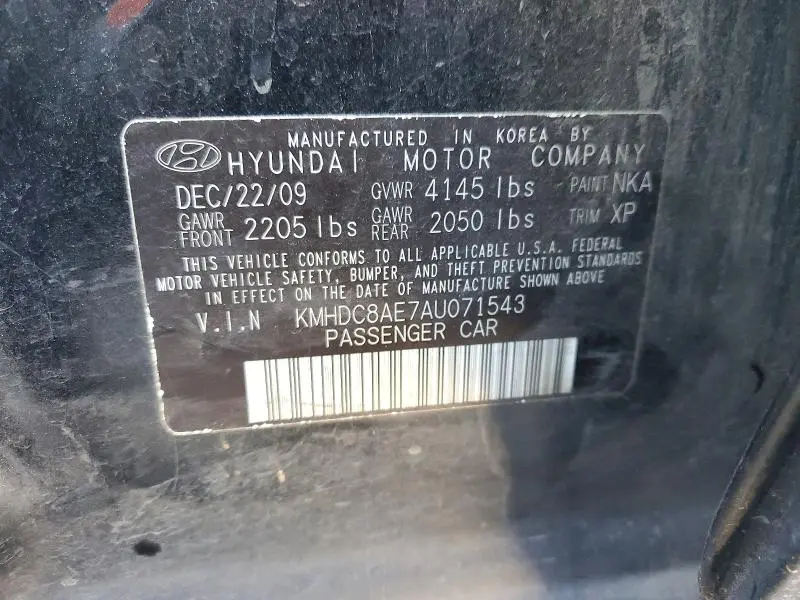 MANUFACTURED IN KOREA BY
HYUNDAI MOTOR COMPANY
DEC/22/09 GVWR 4145 lbs PAINT NKA
GAWR FRONT 2205 lbs GAWR REAR 2050 lbs TRIM XP
THIS VEHICLE CONFORMS TO ALL APPLICABLE U.S.A. FEDERAL
MOTOR VEHICLE SAFETY, BUMPER, AND THEFT PREVENTION STANDARDS
IN EFFECT ON THE DATE OF MANUFACTURE SHOWN ABOVE
V.I.N KMHDC8AE7AU071543
PASSENGER CAR